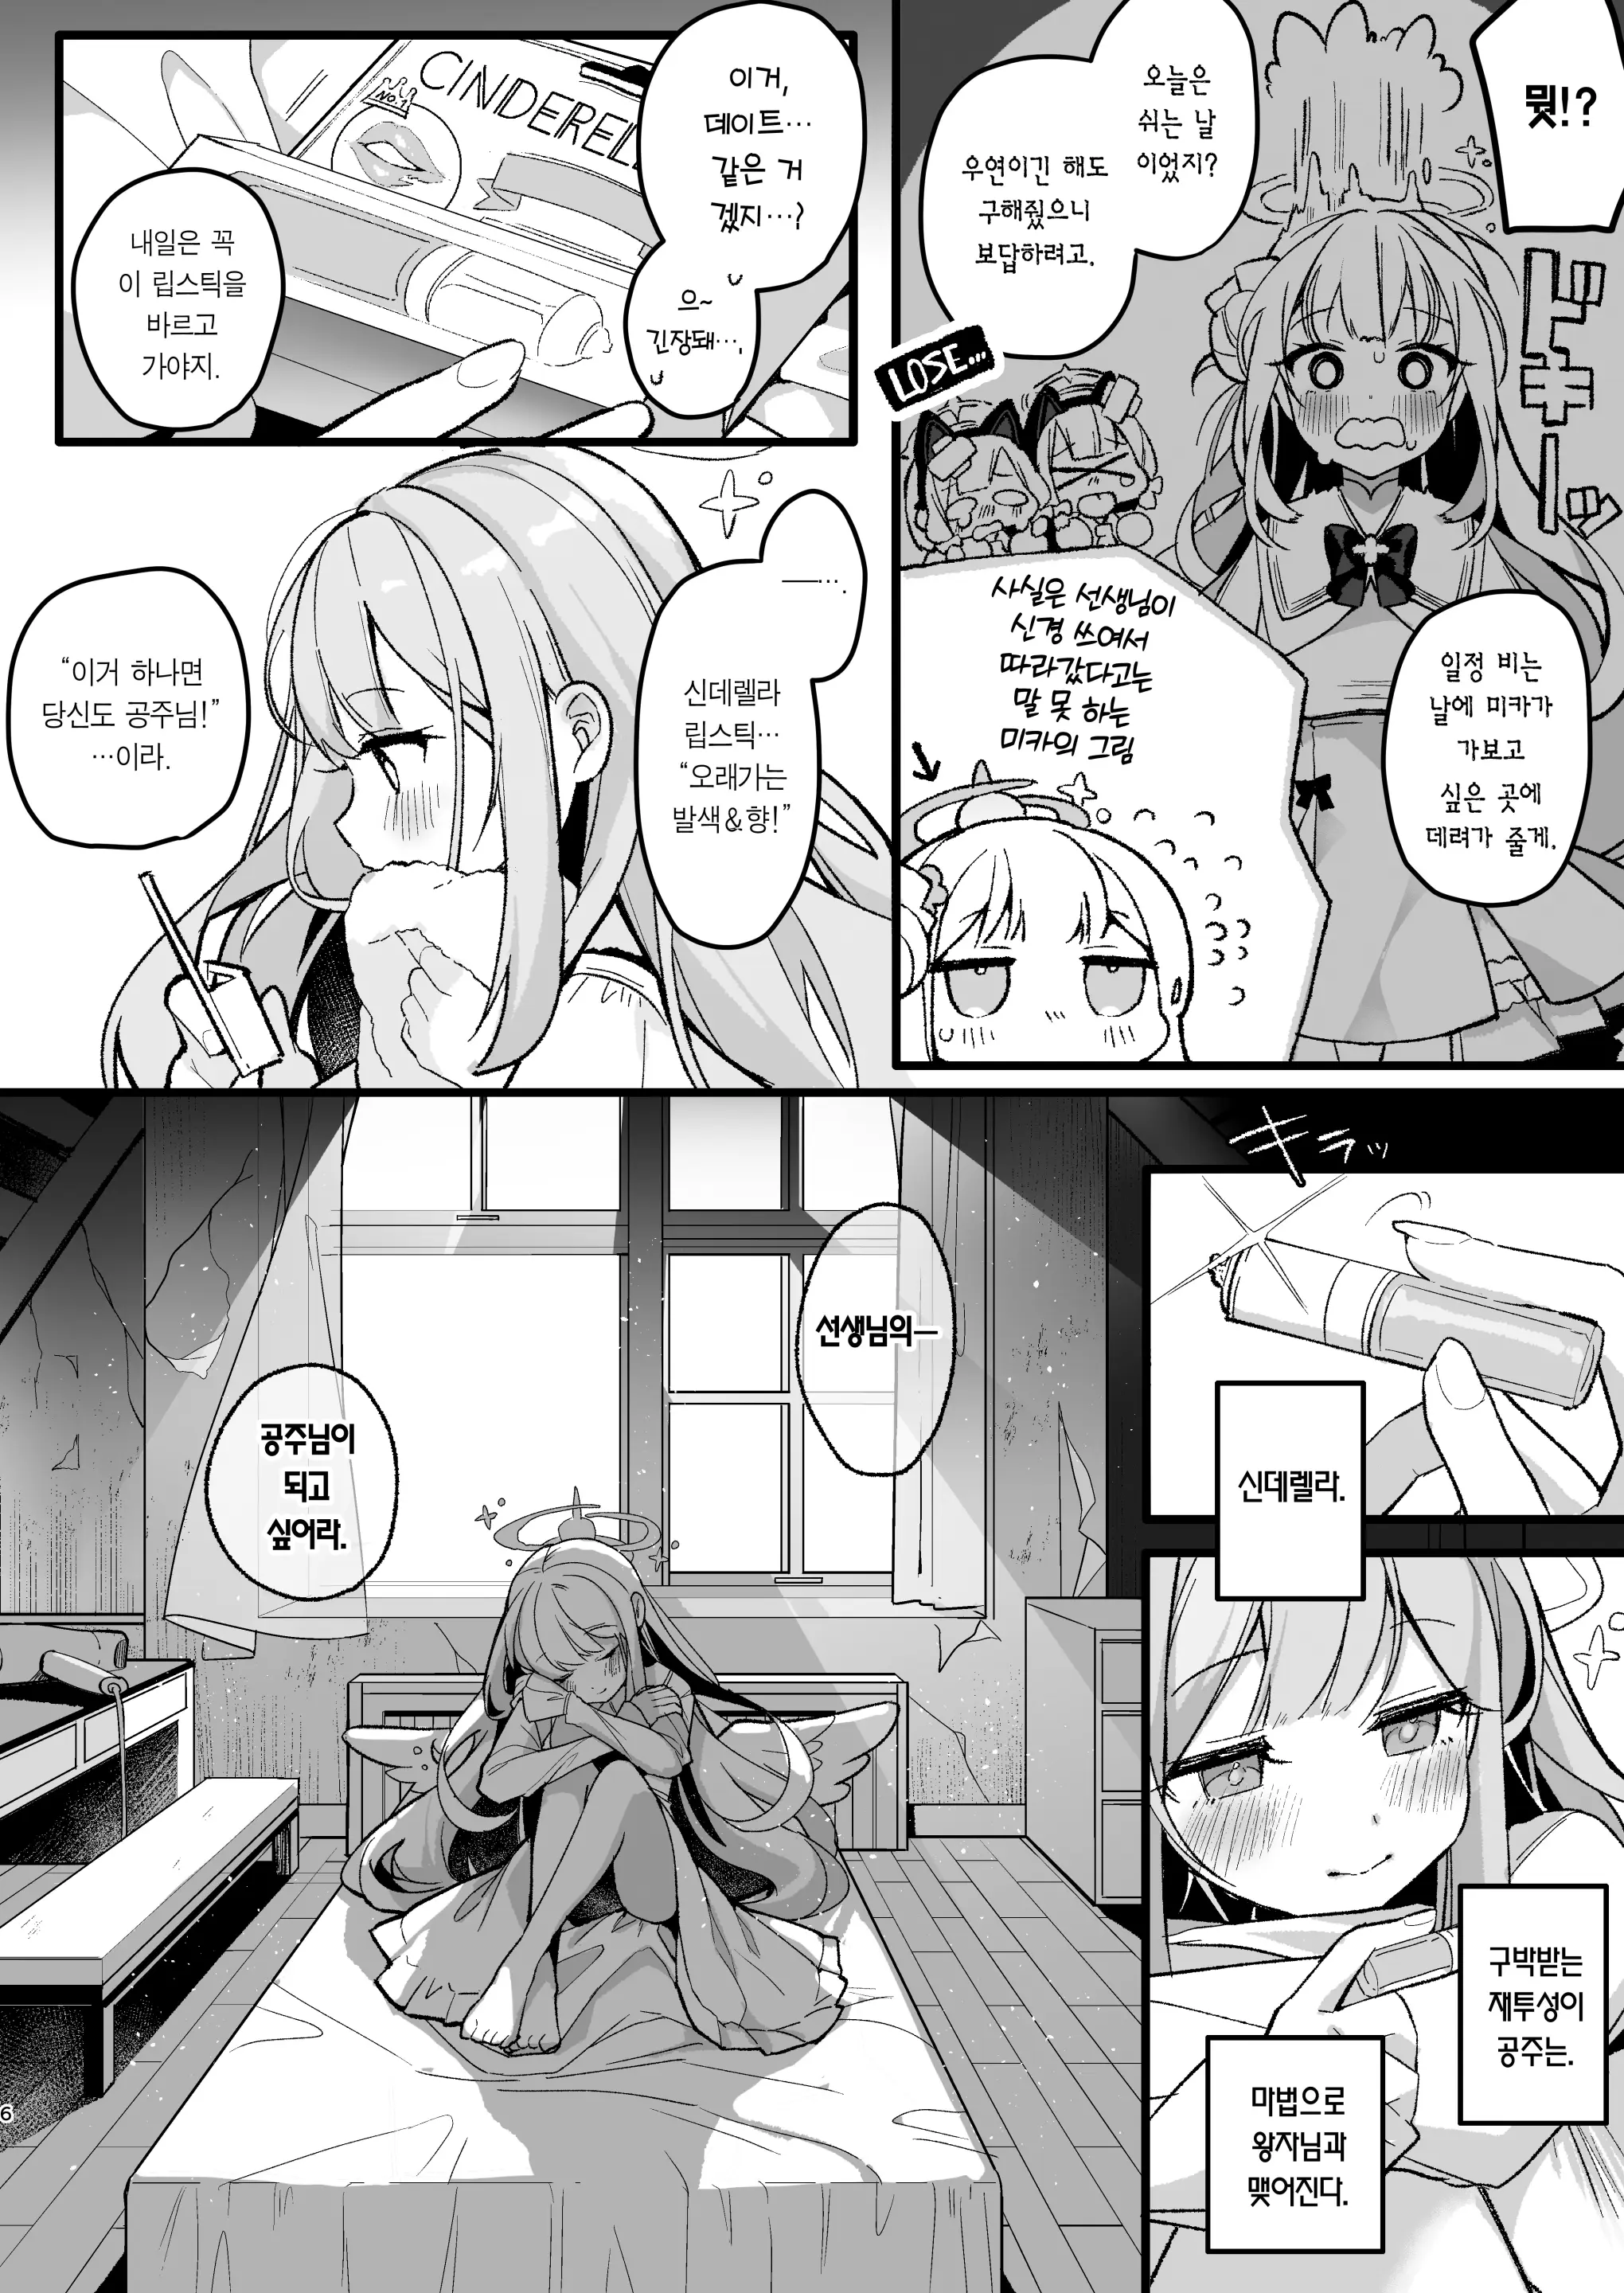 뭣!?
오늘은
쉬는 날
이었지?
우연이긴 해도
구해줬으니
보답하려고.
ドキーッ
LOSE...
사실은 선생님이
신경 쓰여서
따라갔다고는
말 못 하는
미카의 그림
일정 비는
날에 미카가
가보고
싶은 곳에
데려가 줄게.
이거,
데이트…
같은 거
겠지…?
으~
긴장돼….
No.1
CINDEREL
내일은 꼭
이 립스틱을
바르고
가야지.
―….
신데렐라
립스틱…
“오래가는
발색&향!”
“이거 하나면
당신도 공주님!”
…이라.
キラッ
신데렐라.
구박받는
재투성이
공주는.
마법으로
왕자님과
맺어진다.
선생님의―
공주님이
되고
싶어라.
6